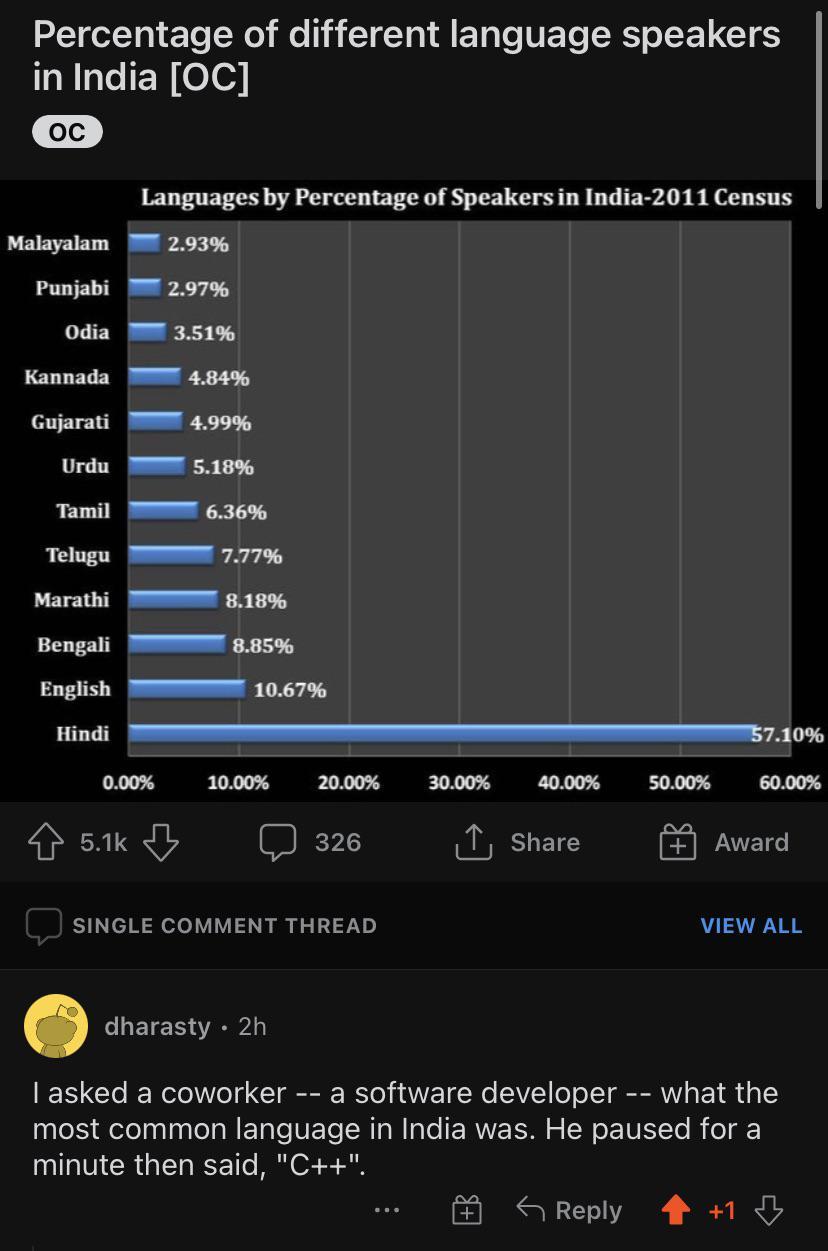 Percentage of different language speakers
in India [OC]
OC
Languages by Percentage of Speakers in India-2011 Census
Malayalam 2.93%
Punjabi 2.97%
Odia 3.51%
Kannada 4.84%
Gujarati 4.99%
Urdu 5.18%
Tamil 6.36%
Telugu 7.77%
Marathi 8.18%
Bengali 8.85%
English 10.67%
Hindi 57.10%
0.00% 10.00% 20.00% 30.00% 40.00% 50.00% 60.00%
5.1k 326 Share Award
SINGLE COMMENT THREAD VIEW ALL
dharasty • 2h
I asked a coworker -- a software developer -- what the
most common language in India was. He paused for a
minute then said, "C++".
... Reply +1